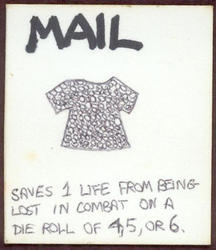 MAIL
SAVES 1 LIFE FROM BEING
LOST IN COMBAT ON A
DIE ROLL OF 4,5, OR 6.